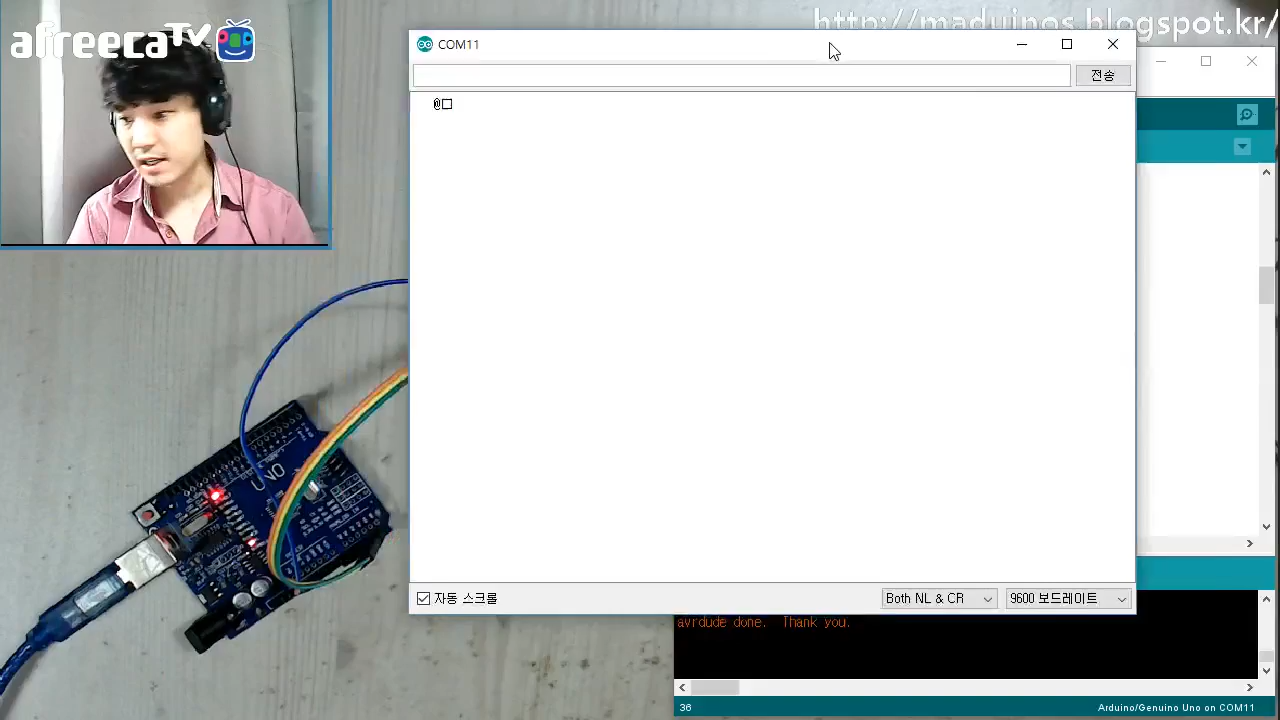 afreecaTV
http://maduinos.blogspot.kr/
COM11
전송
@□
자동 스크롤
Both NL & CR
9600 보드레이트
UNO
avrdude done.  Thank you.
36
Arduino/Genuino Uno on COM11